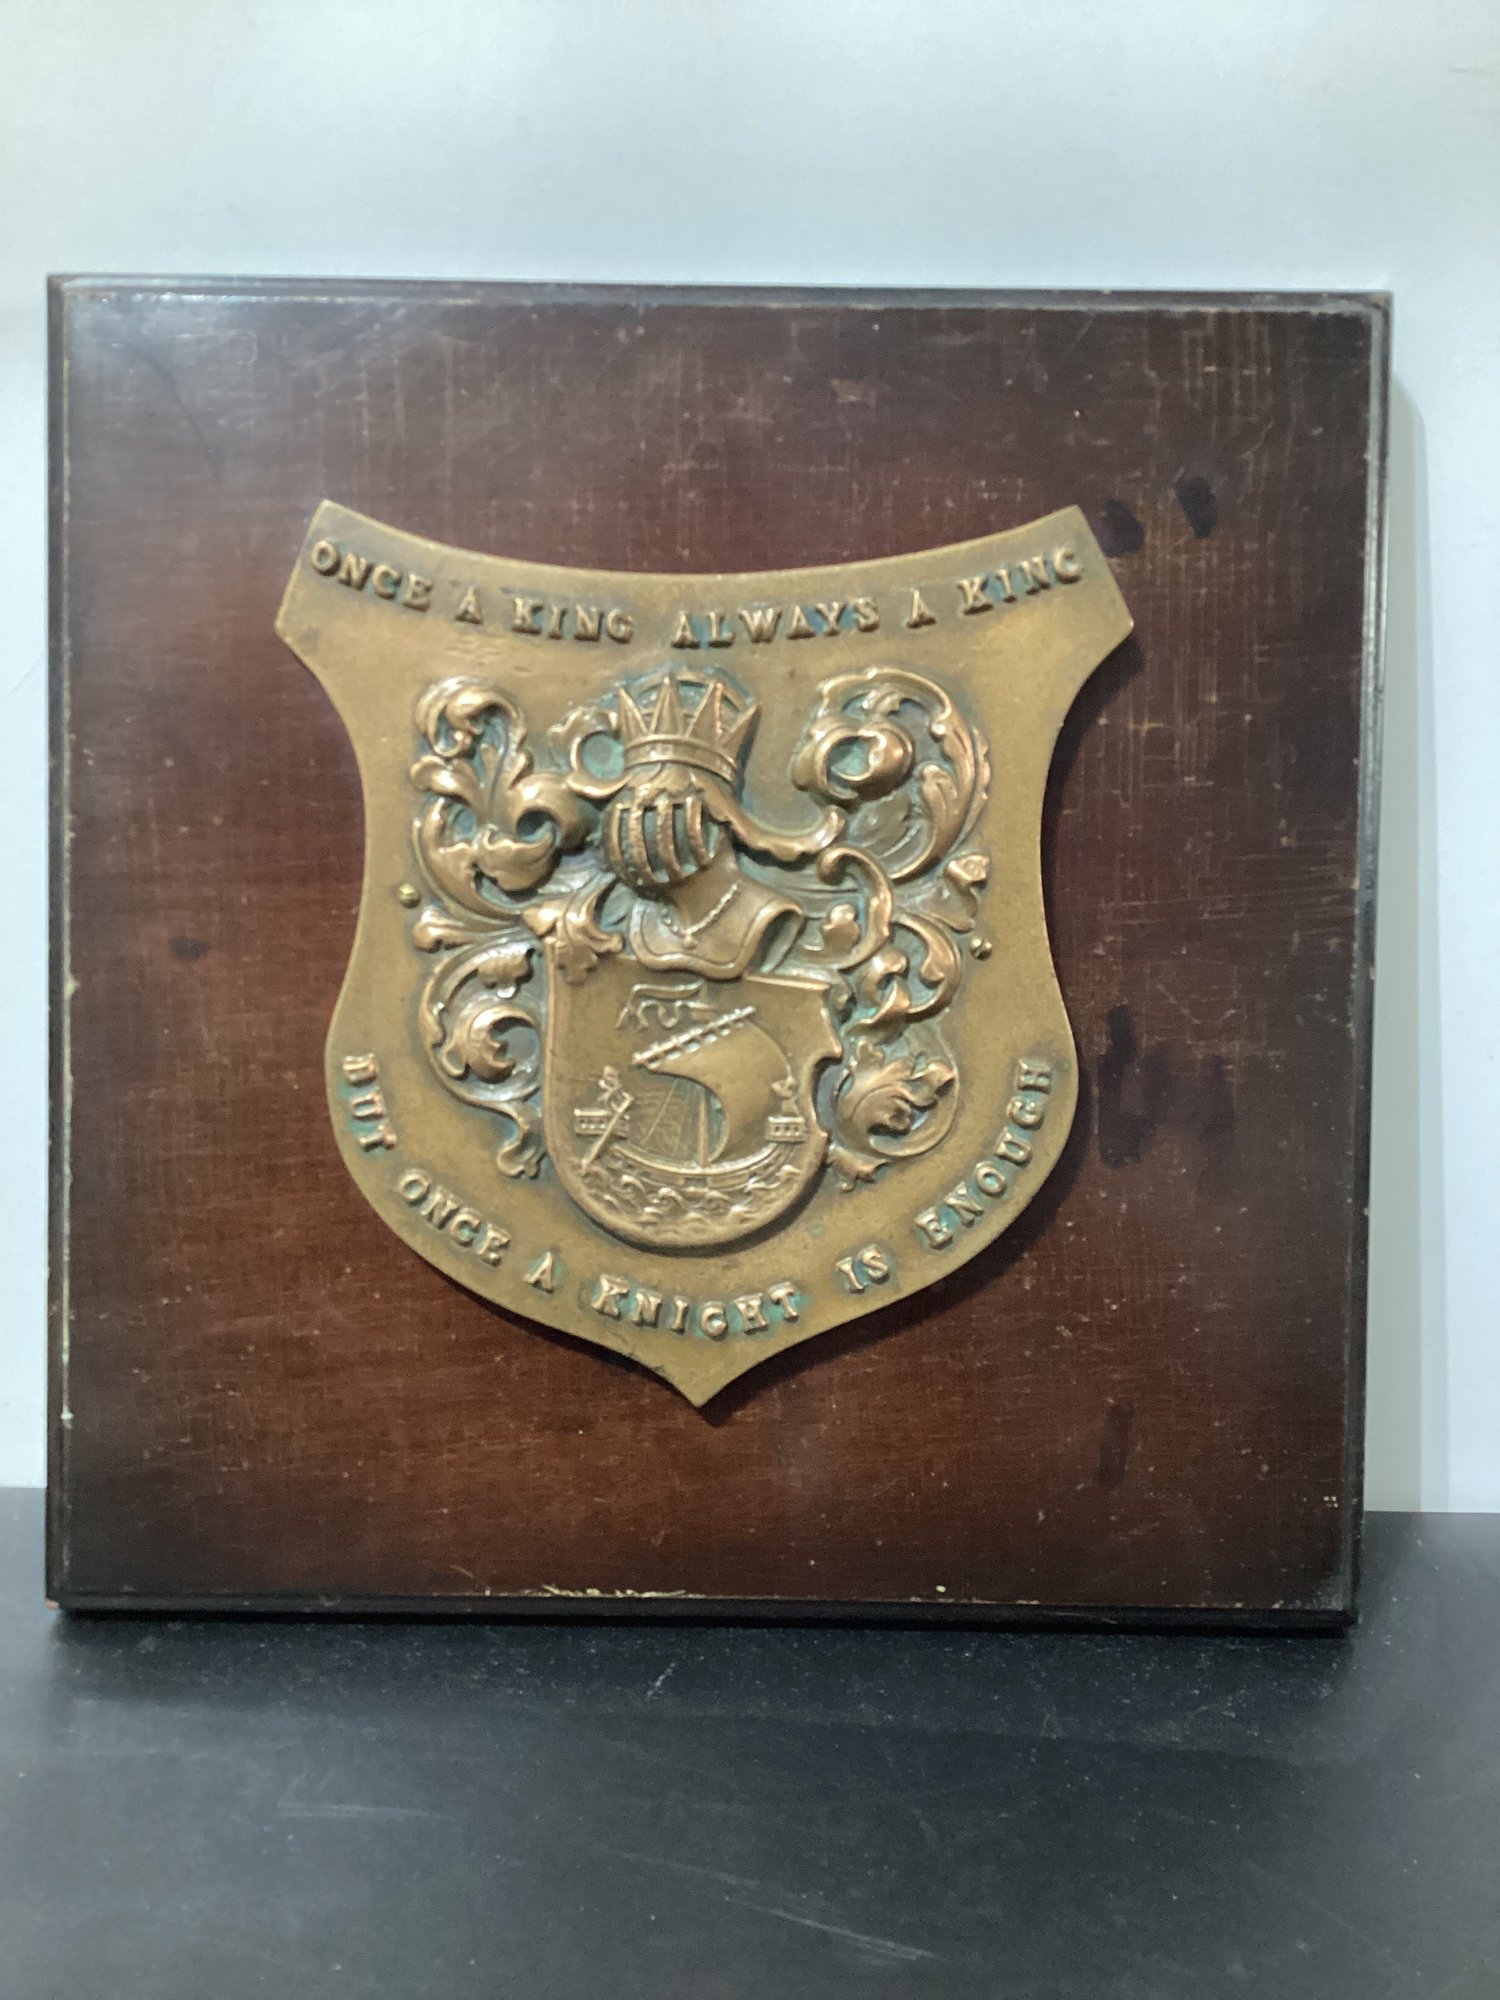 ONCE A KING ALWAYS A KING
BUT ONCE A KNIGHT IS ENOUGH